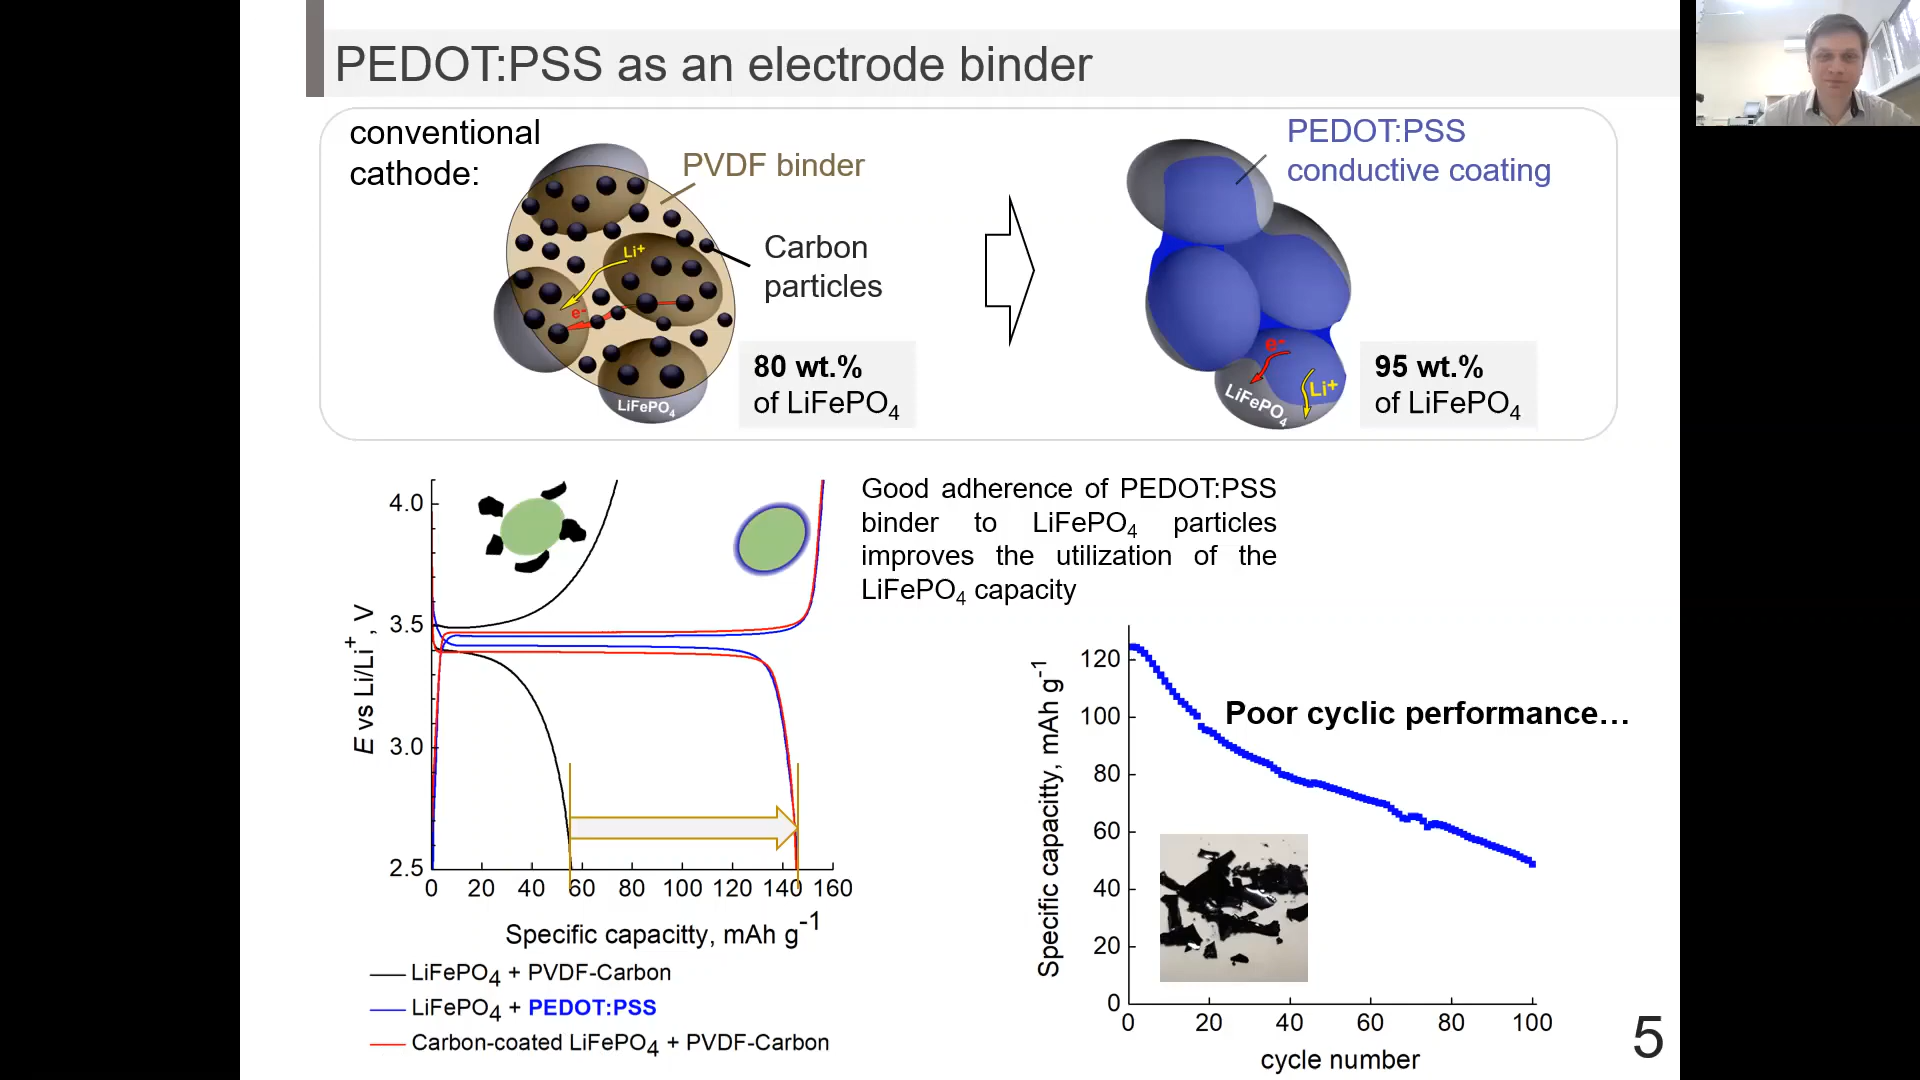 PEDOT:PSS as an electrode binder
conventional
cathode:
PVDF binder
Carbon
particles
Li+
e-
LiFePO4
80 wt.%
of LiFePO4
PEDOT:PSS
conductive coating
e-
Li+
LiFePO4
95 wt.%
of LiFePO4
Good adherence of PEDOT:PSS
binder to LiFePO4 particles
improves the utilization of the
LiFePO4 capacity
E vs Li/Li+, V
4.0
3.5
3.0
2.5
0 20 40 60 80 100 120 140 160
Specific capacitty, mAh g-1
LiFePO4 + PVDF-Carbon
LiFePO4 + PEDOT:PSS
Carbon-coated LiFePO4 + PVDF-Carbon
Poor cyclic performance…
Specific capacitty, mAh g-1
120
100
80
60
40
20
0
0 20 40 60 80 100
cycle number
5